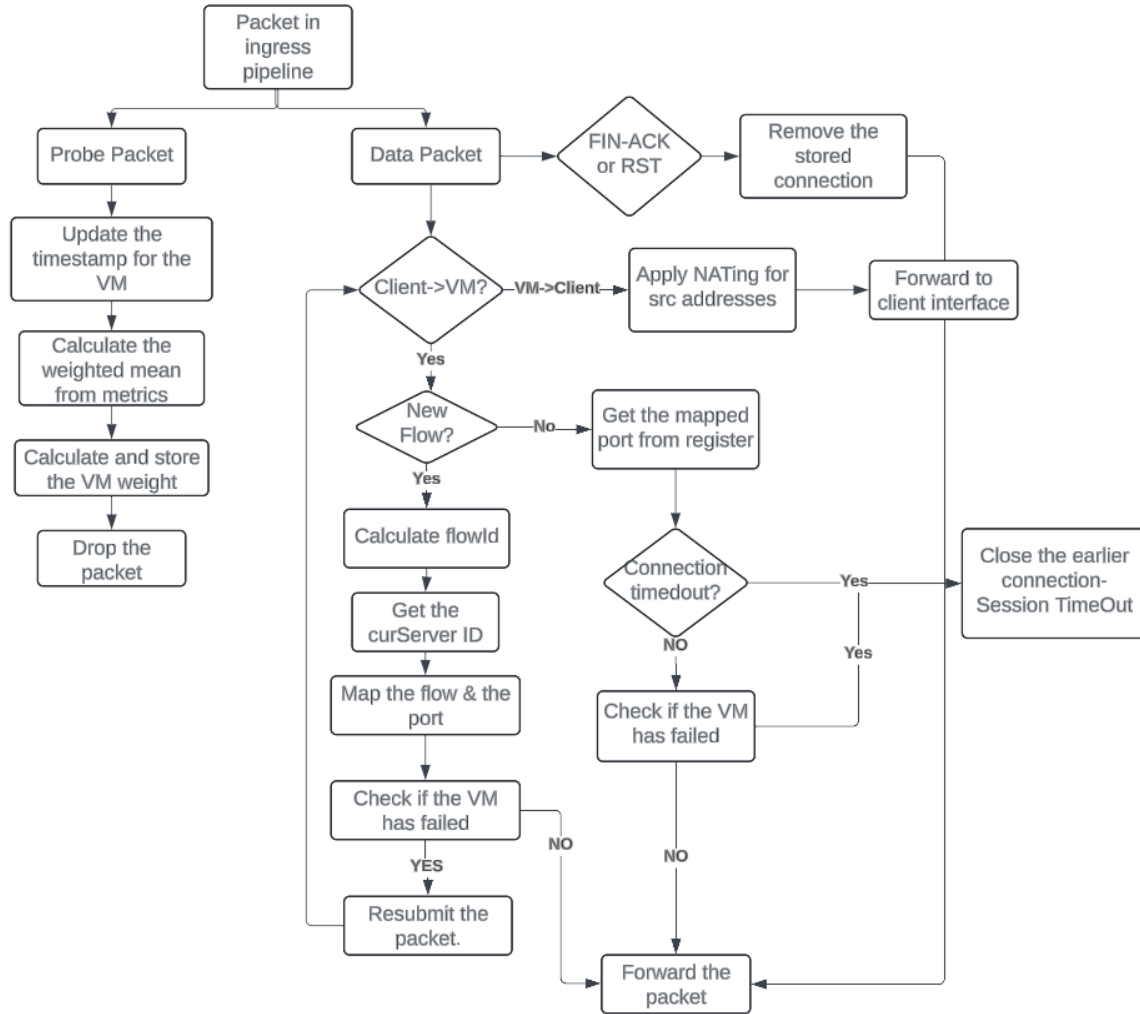 Packet in
ingress
pipeline
Probe Packet
Data Packet
FIN-ACK
or RST
Remove the
stored
connection
Update the
timestamp for the
VM
Client->VM?
VM->Client
Apply NATing for
src addresses
Forward to
client interface
Calculate the
weighted mean
from metrics
Yes
New
Flow?
No
Get the mapped
port from register
Calculate and store
the VM weight
Yes
Drop the
packet
Calculate flowId
Connection
timedout?
Yes
Close the earlier
connection-
Session TimeOut
Get the
curServer ID
NO
Yes
Map the flow & the
port
Check if the VM
has failed
Check if the VM
has failed
NO
NO
YES
Resubmit the
packet.
Forward the
packet